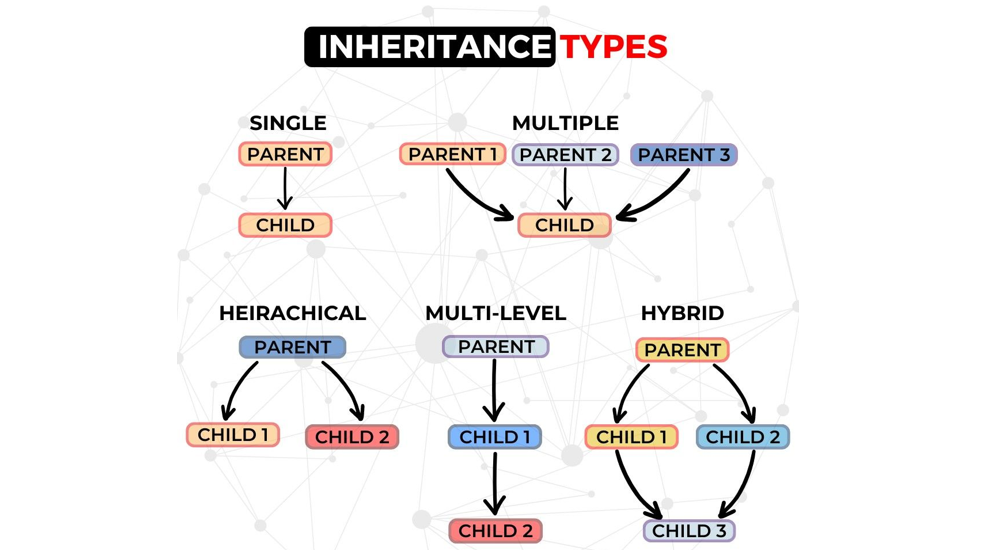 INHERITANCE TYPES
SINGLE
PARENT
CHILD
MULTIPLE
PARENT 1 PARENT 2 PARENT 3
CHILD
HEIRACHICAL
PARENT
CHILD 1 CHILD 2
MULTI-LEVEL
PARENT
CHILD 1
CHILD 2
HYBRID
PARENT
CHILD 1 CHILD 2
CHILD 3